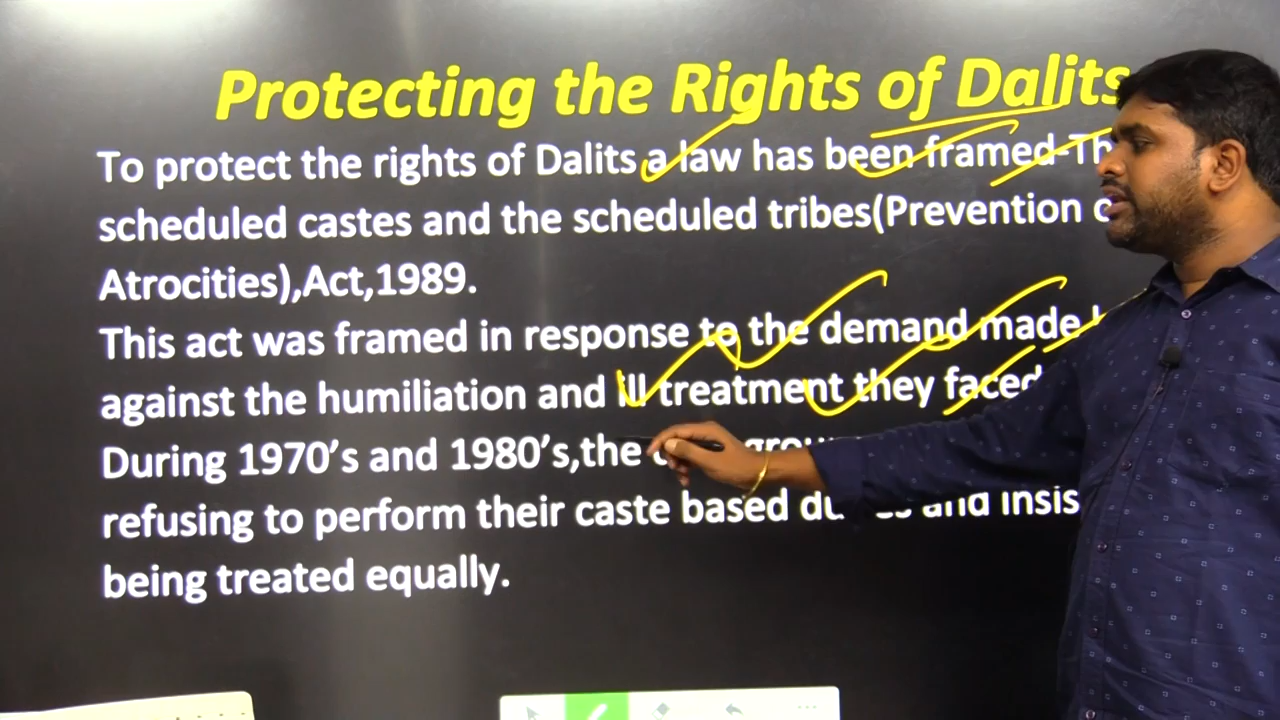 Protecting the Rights of Dalits
To protect the rights of Dalits a law has been framed-Th
scheduled castes and the scheduled tribes(Prevention
Atrocities),Act,1989.
This act was framed in response to the demand made
against the humiliation and ill treatment they faced
During 1970's and 1980's,the
refusing to perform their caste based and insis
being treated equally.